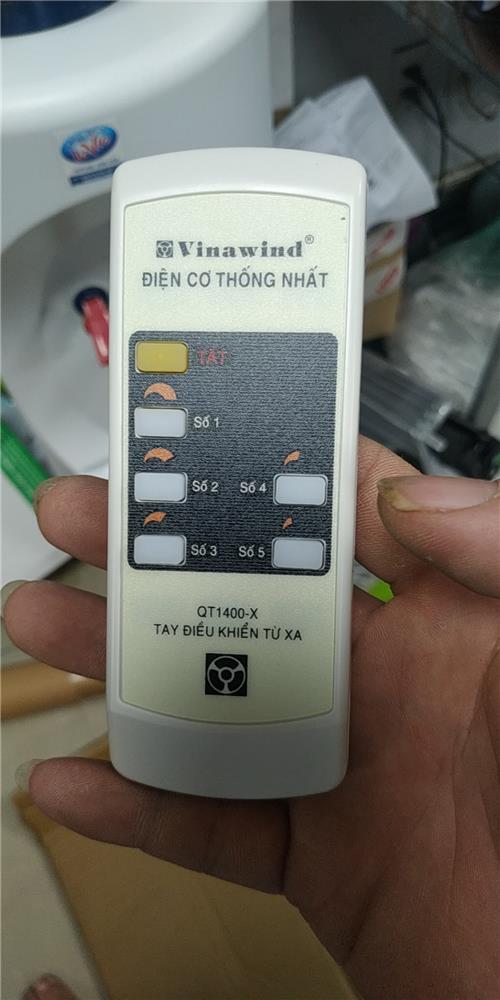 Vinawind®
ĐIỆN CƠ THỐNG NHẤT
TẮT
Số 1
Số 2 Số 4
Số 3 Số 5
QT1400-X
TAY ĐIỀU KHIỂN TỪ XA